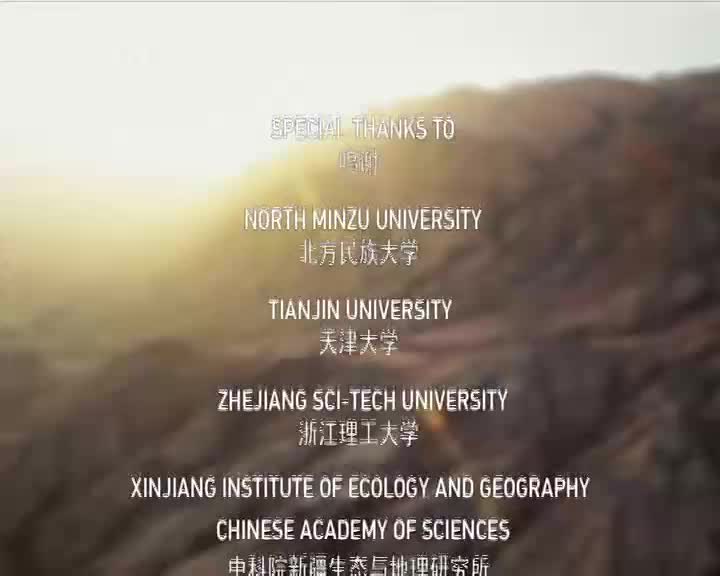 SPECIAL THANKS TO
鸣谢
NORTH MINZU UNIVERSITY
北方民族大学
TIANJIN UNIVERSITY
天津大学
ZHEJIANG SCI-TECH UNIVERSITY
浙江理工大学
XINJIANG INSTITUTE OF ECOLOGY AND GEOGRAPHY
CHINESE ACADEMY OF SCIENCES
中科院新疆生态与地理研究所